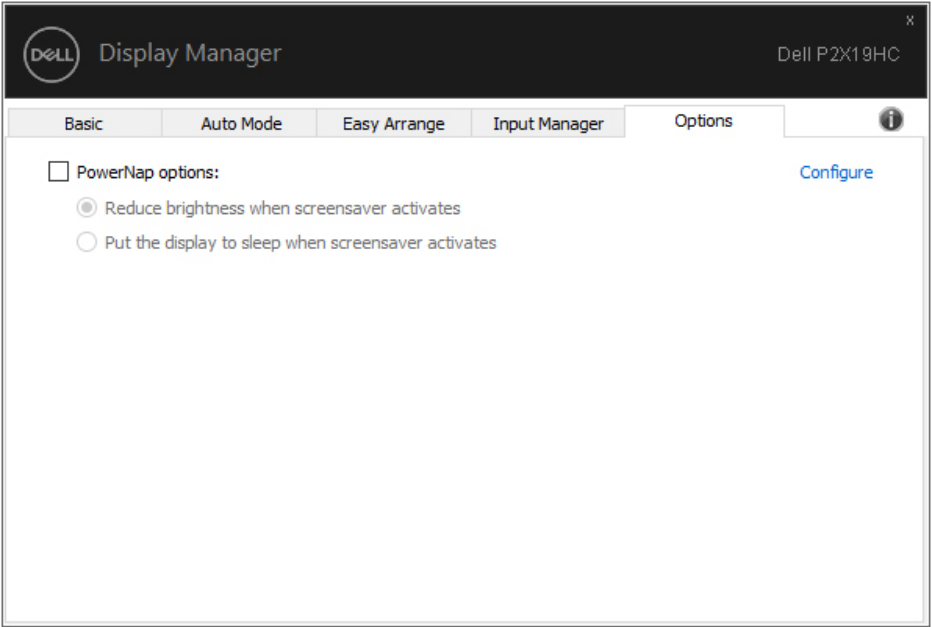 x
DELL
Display Manager
Dell P2X19HC
Basic
Auto Mode
Easy Arrange
Input Manager
Options
i
PowerNap options:
Configure
Reduce brightness when screensaver activates
Put the display to sleep when screensaver activates